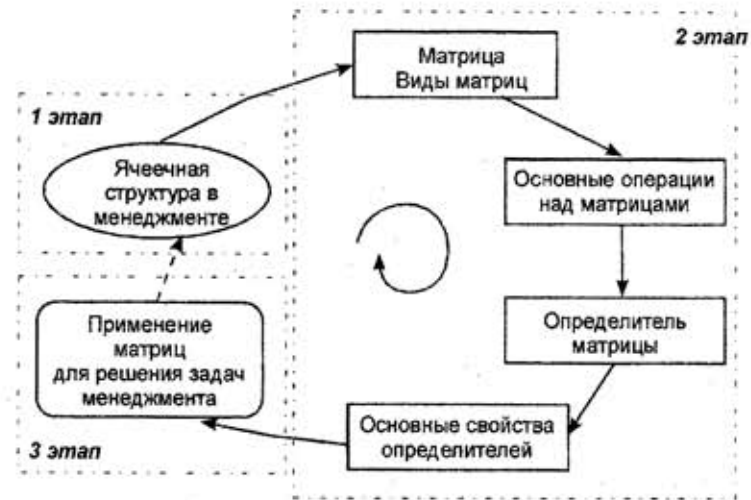 1 этап
Ячеечная
структура в
менеджменте
2 этап
Матрица
Виды матриц
Основные операции
над матрицами
Определитель
матрицы
Основные свойства
определителей
Применение
матриц
для решения задач
менеджмента
3 этап